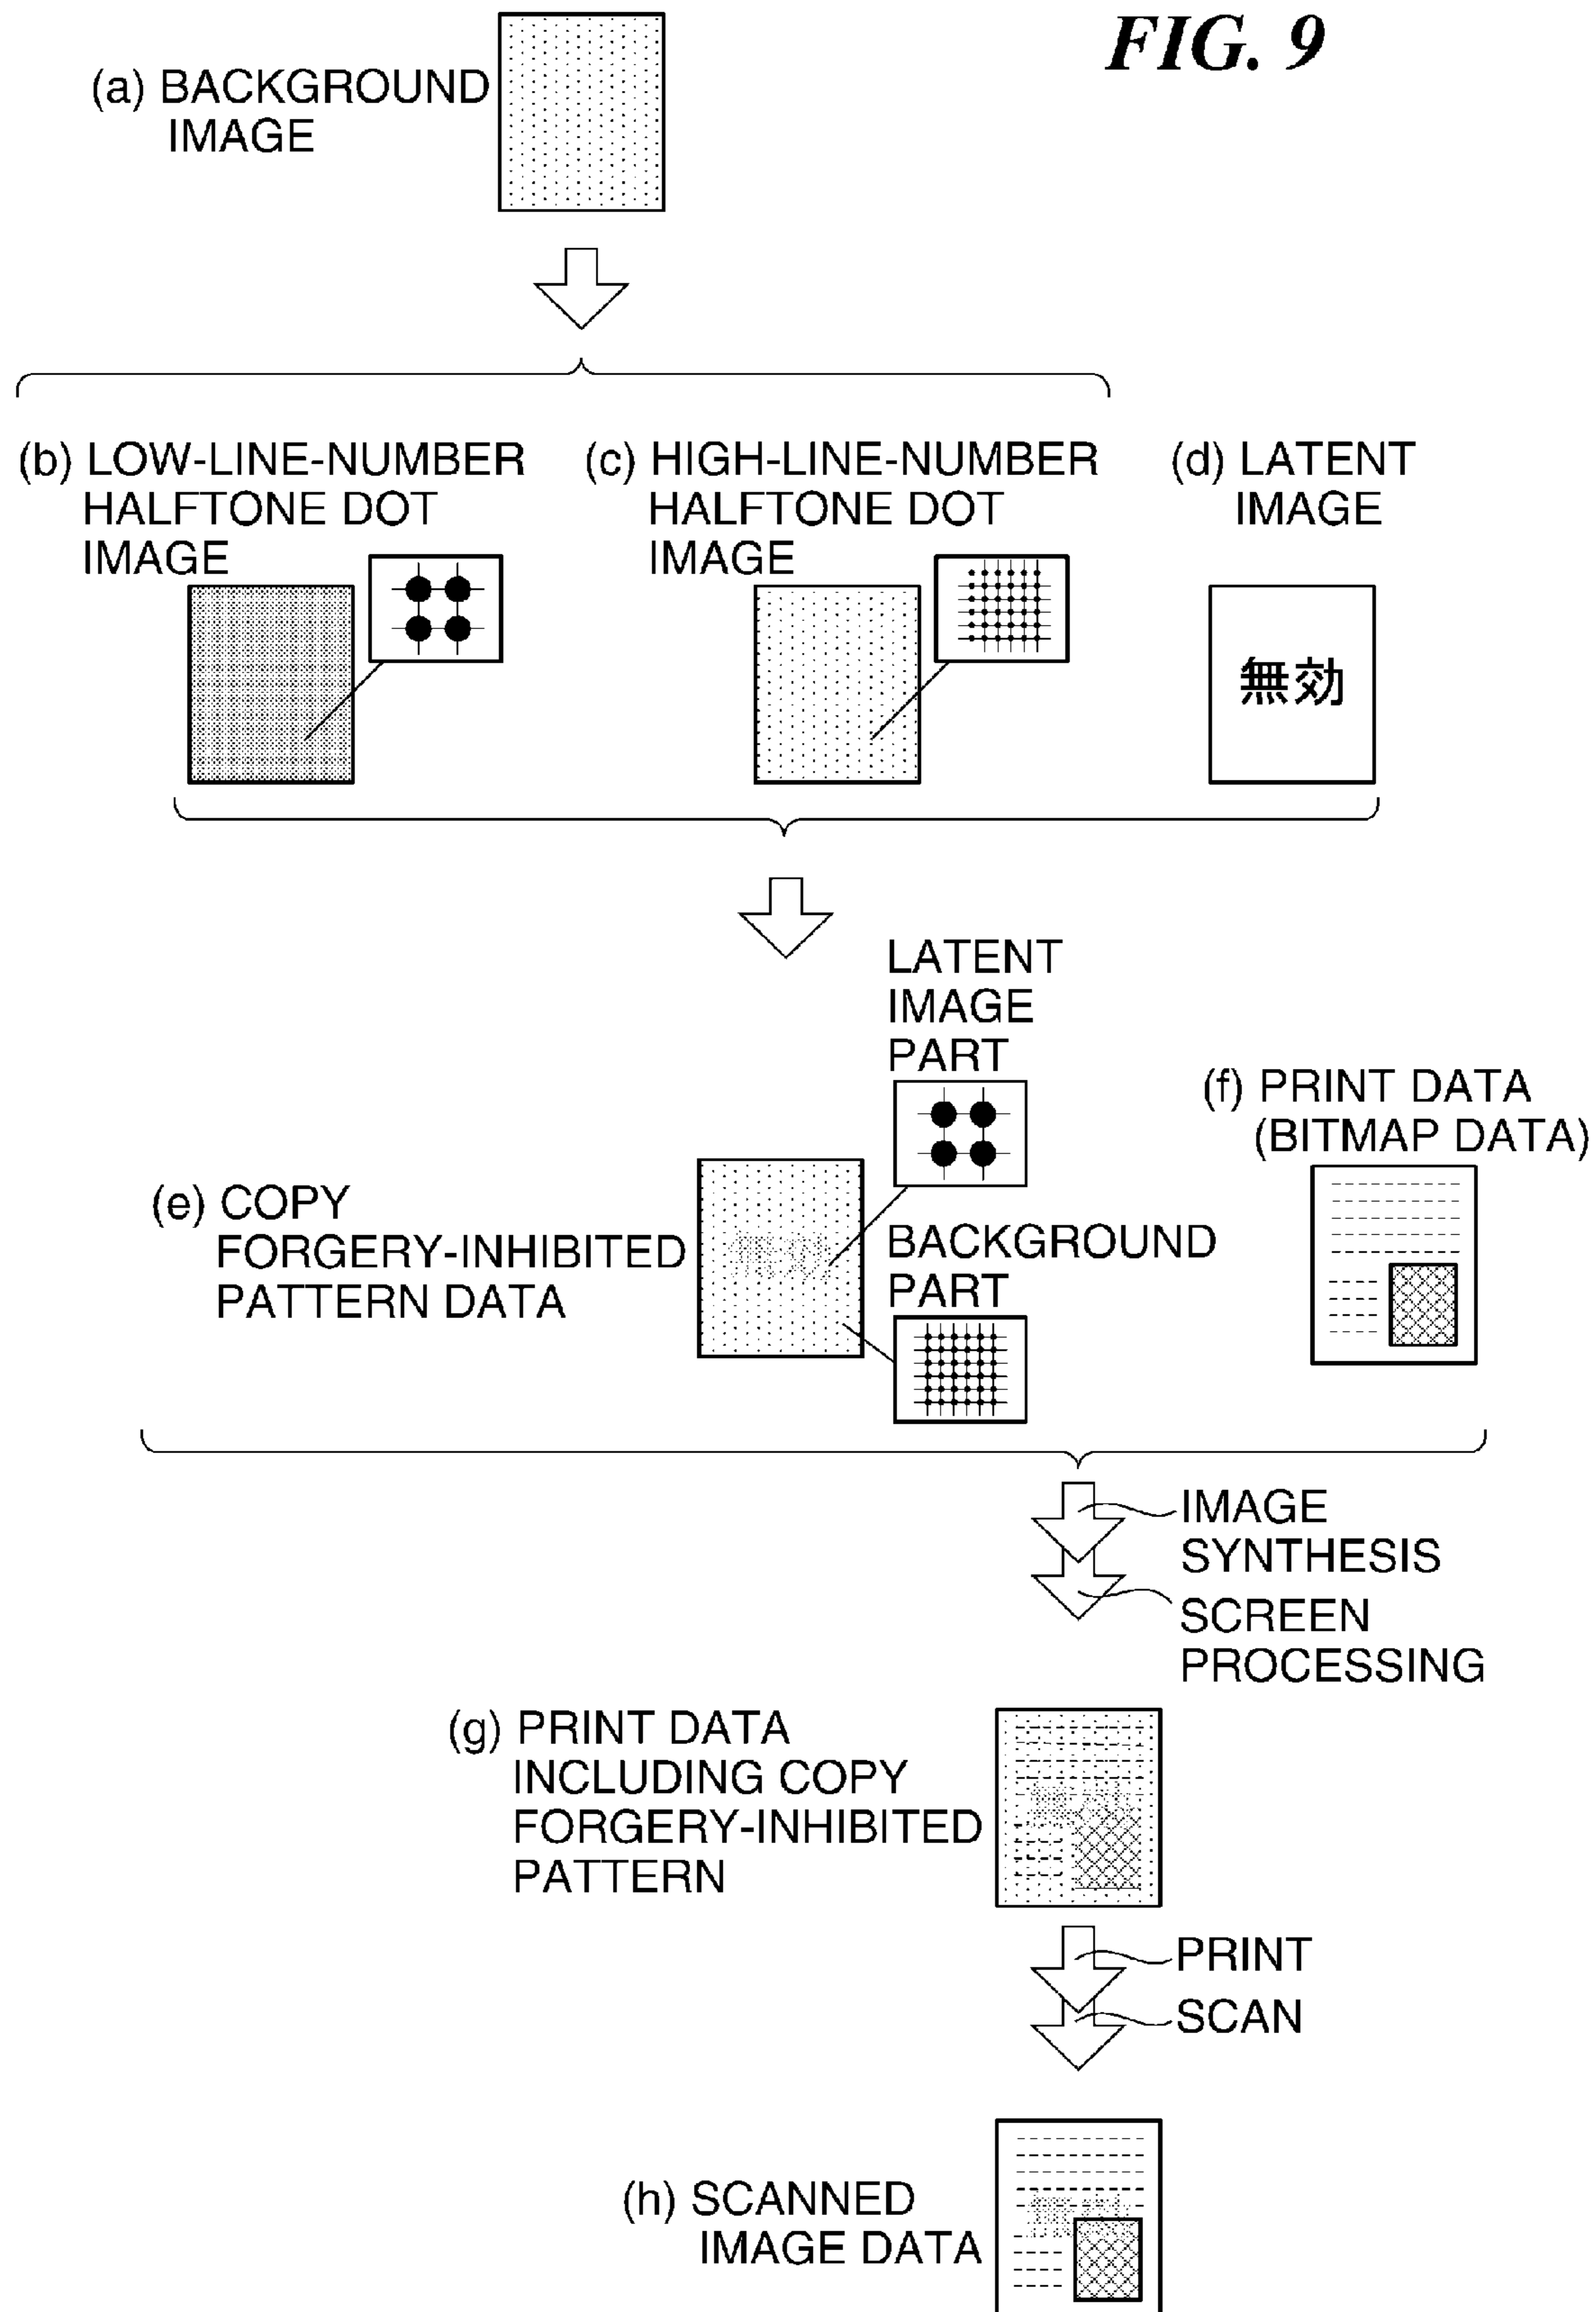 FIG. 9
(a) BACKGROUND
IMAGE
(b) LOW-LINE-NUMBER
HALFTONE DOT
IMAGE
(c) HIGH-LINE-NUMBER
HALFTONE DOT
IMAGE
(d) LATENT
IMAGE
無効
LATENT
IMAGE
PART
(e) COPY
FORGERY-INHIBITED
PATTERN DATA
無効
BACKGROUND
PART
(f) PRINT DATA
(BITMAP DATA)
IMAGE
SYNTHESIS
SCREEN
PROCESSING
(g) PRINT DATA
INCLUDING COPY
FORGERY-INHIBITED
PATTERN
PRINT
SCAN
(h) SCANNED
IMAGE DATA